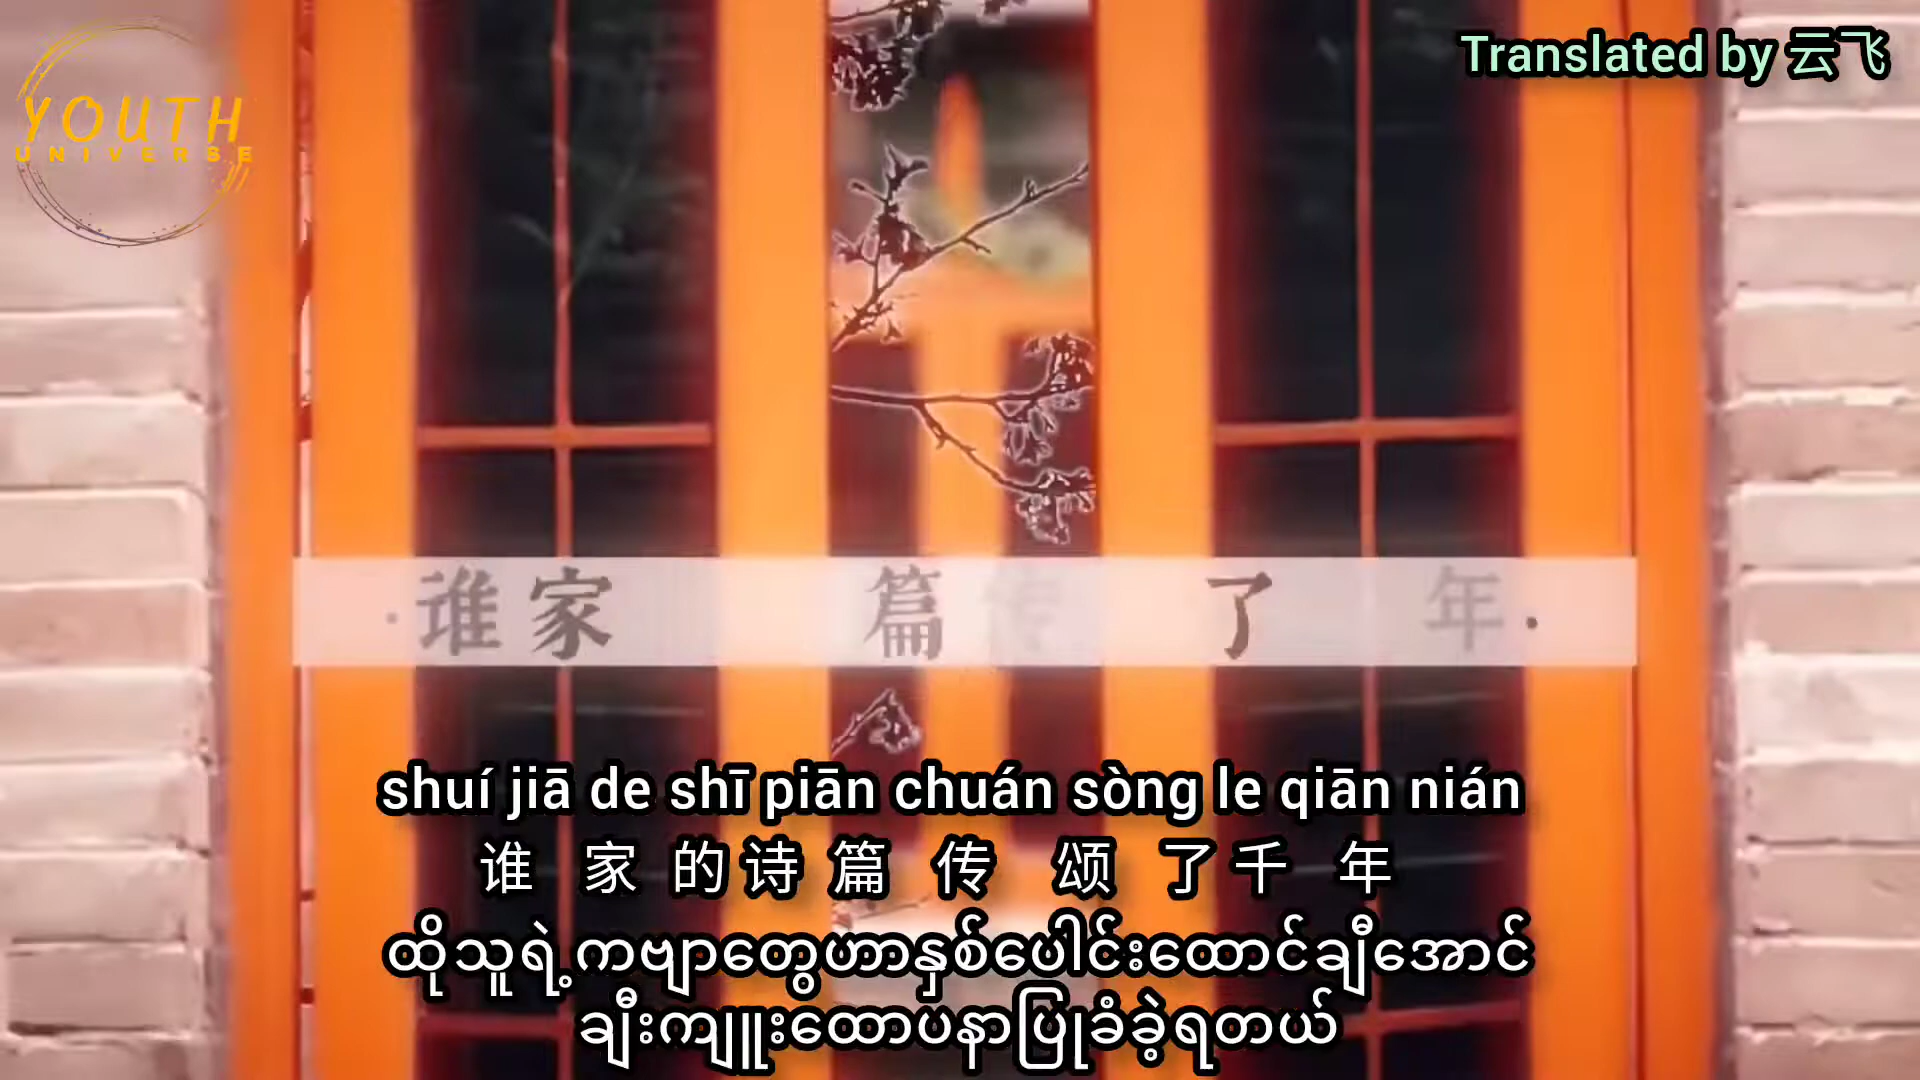 YOUTH
UNIVERSE
Translated by 云飞
·谁家 篇传 了 年·
shuí jiā de shī piān chuán sòng le qiān nián
谁 家 的 诗 篇 传 颂 了 千 年
ထိုသူရဲ့ကဗျာတွေဟာနှစ်ပေါင်းထောင်ချီအောင်
ချီးကျူးထောပနာပြုခံခဲ့ရတယ်